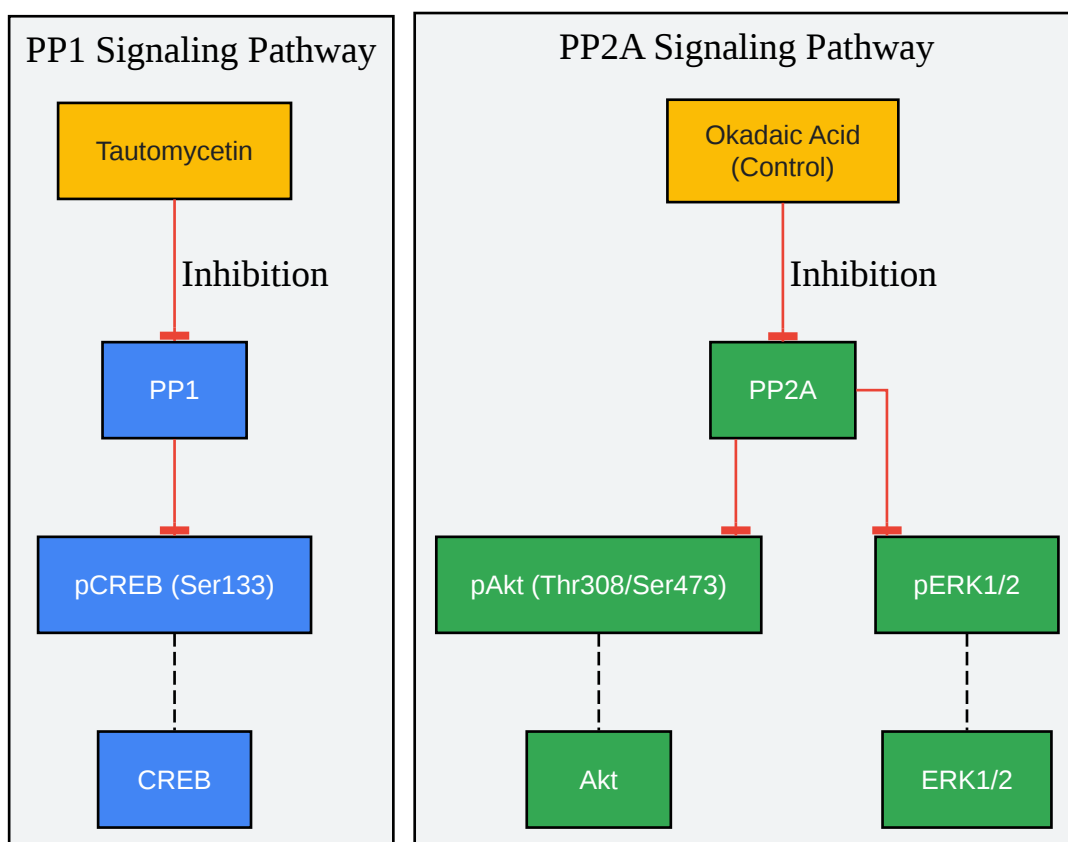 PP1 Signaling Pathway
Tautomycetin
Inhibition
PP1
pCREB (Ser133)
CREB
PP2A Signaling Pathway
Okadaic Acid
(Control)
Inhibition
PP2A
pAkt (Thr308/Ser473)
pERK1/2
Akt
ERK1/2